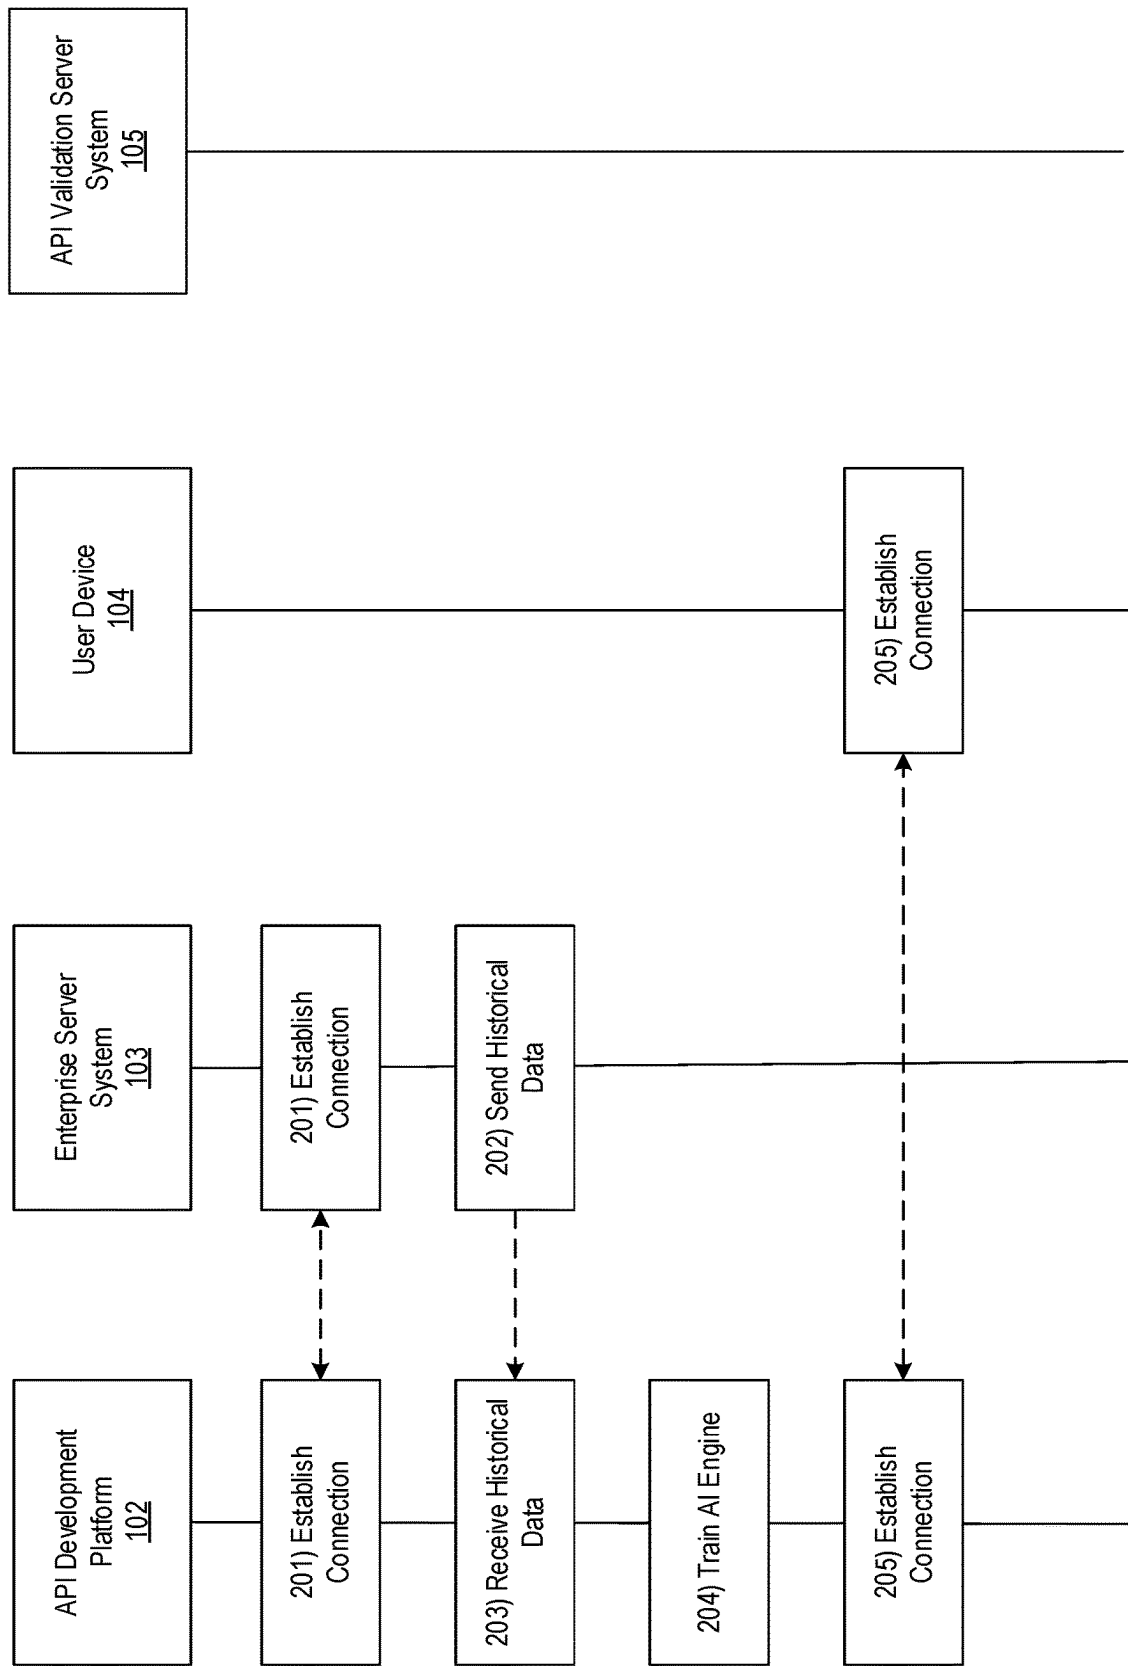 API Development
Platform
102
Enterprise Server
System
103
User Device
104
API Validation Server
System
105
201) Establish
Connection
201) Establish
Connection
203) Receive Historical
Data
202) Send Historical
Data
204) Train AI Engine
205) Establish
Connection
205) Establish
Connection